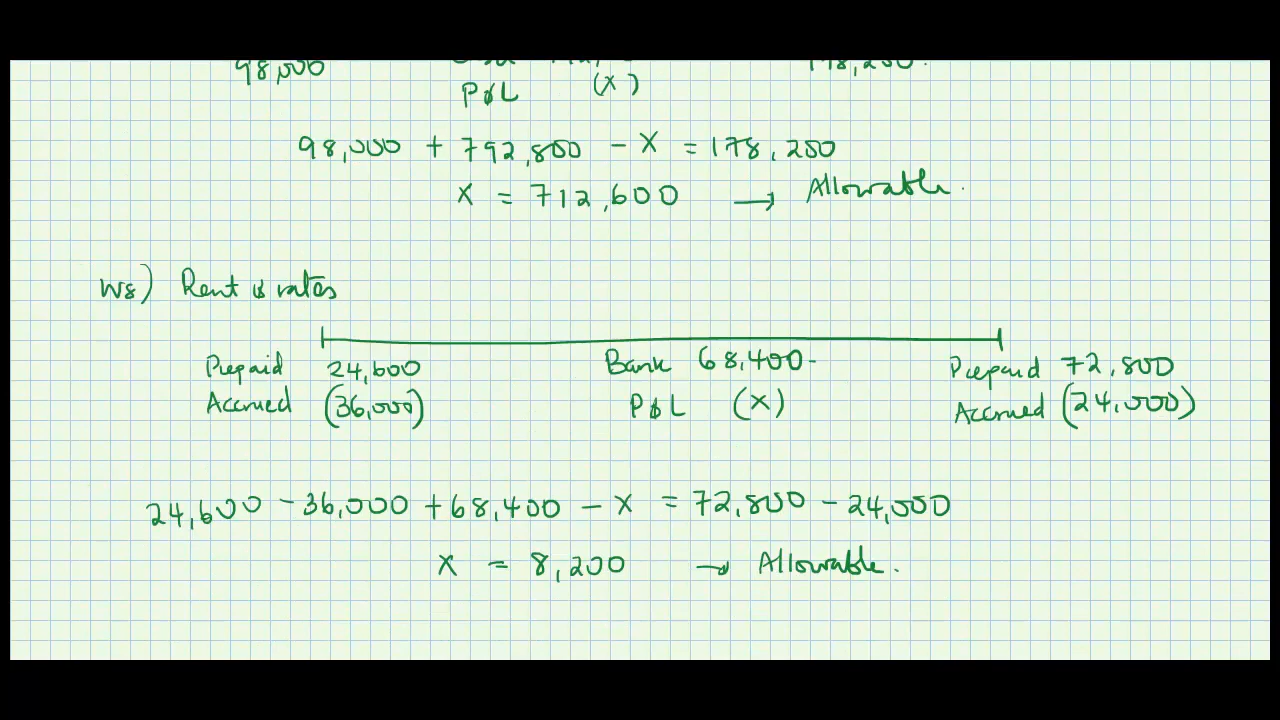 98,000
P&L (X)
98,000 + 792,800 - X = 178,200
X = 712,600 → Allowable.
W8) Rent & rates
Prepaid 24,600 Bank 68,400 Prepaid 72,800
Accrued (36,000) P&L (X) Accrued (24,000)
24,600 - 36,000 + 68,400 - X = 72,800 - 24,000
X = 8,200 → Allowable.